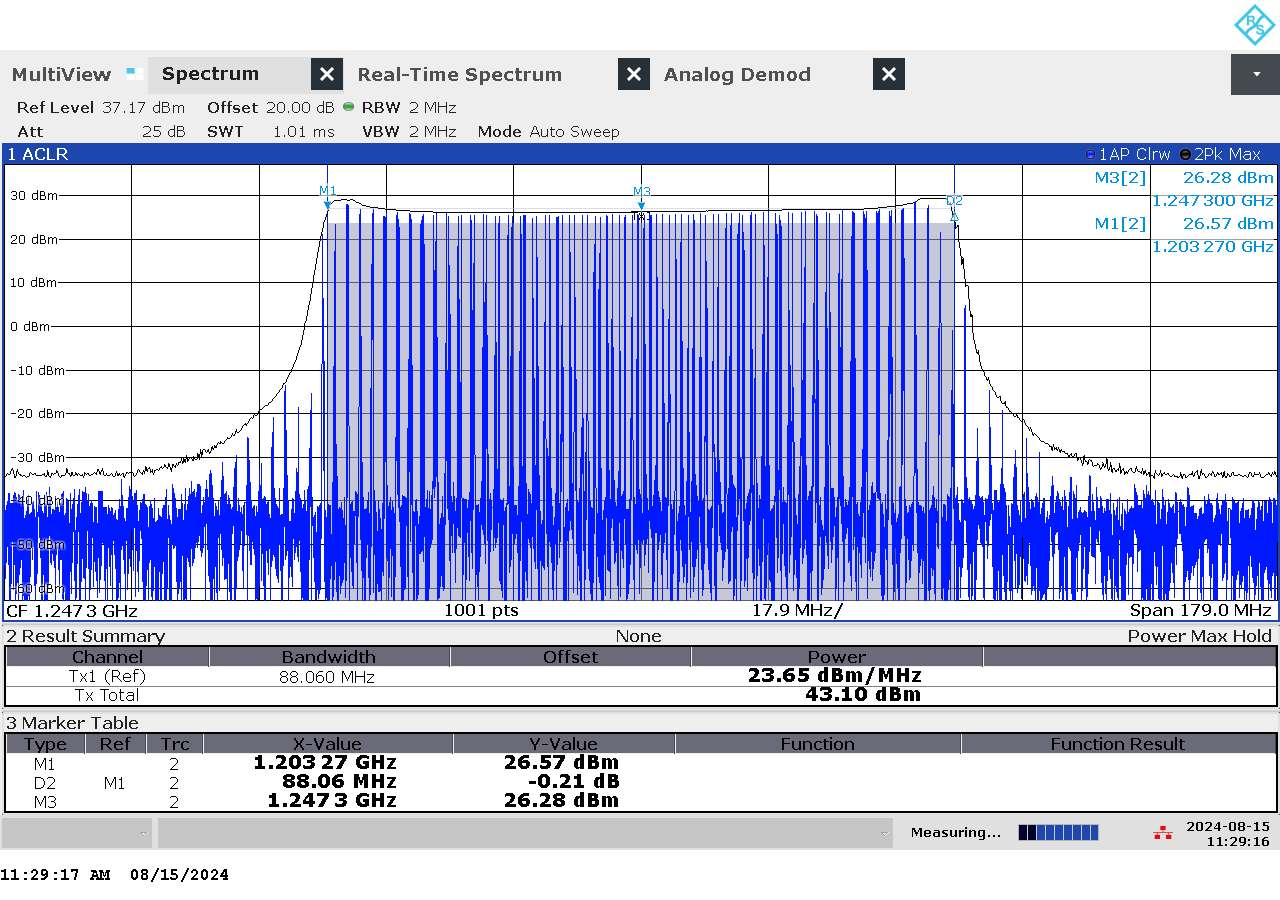 R S
MultiView Spectrum Real-Time Spectrum Analog Demod
Ref Level 37.17 dBm Offset 20.00 dB RBW 2 MHz
Att 25 dB SWT 1.01 ms VBW 2 MHz Mode Auto Sweep
1 ACLR 1AP Clrw 2Pk Max
M3[2] 26.28 dBm
1.247 300 GHz
M1[2] 26.57 dBm
1.203 270 GHz
M1 M3 D2
30 dBm
20 dBm
10 dBm
0 dBm
-10 dBm
-20 dBm
-30 dBm
-40 dBm
-50 dBm
-60 dBm
CF 1.247 3 GHz 1001 pts 17.9 MHz/ Span 179.0 MHz
2 Result Summary None Power Max Hold
Channel Bandwidth Offset Power
Tx1 (Ref) 88.060 MHz 23.65 dBm/MHz
Tx Total 43.10 dBm
3 Marker Table
Type Ref Trc X-Value Y-Value Function Function Result
M1 2 1.203 27 GHz 26.57 dBm
D2 M1 2 88.06 MHz -0.21 dB
M3 2 1.247 3 GHz 26.28 dBm
Measuring... 2024-08-15
11:29:16
11:29:17 AM 08/15/2024